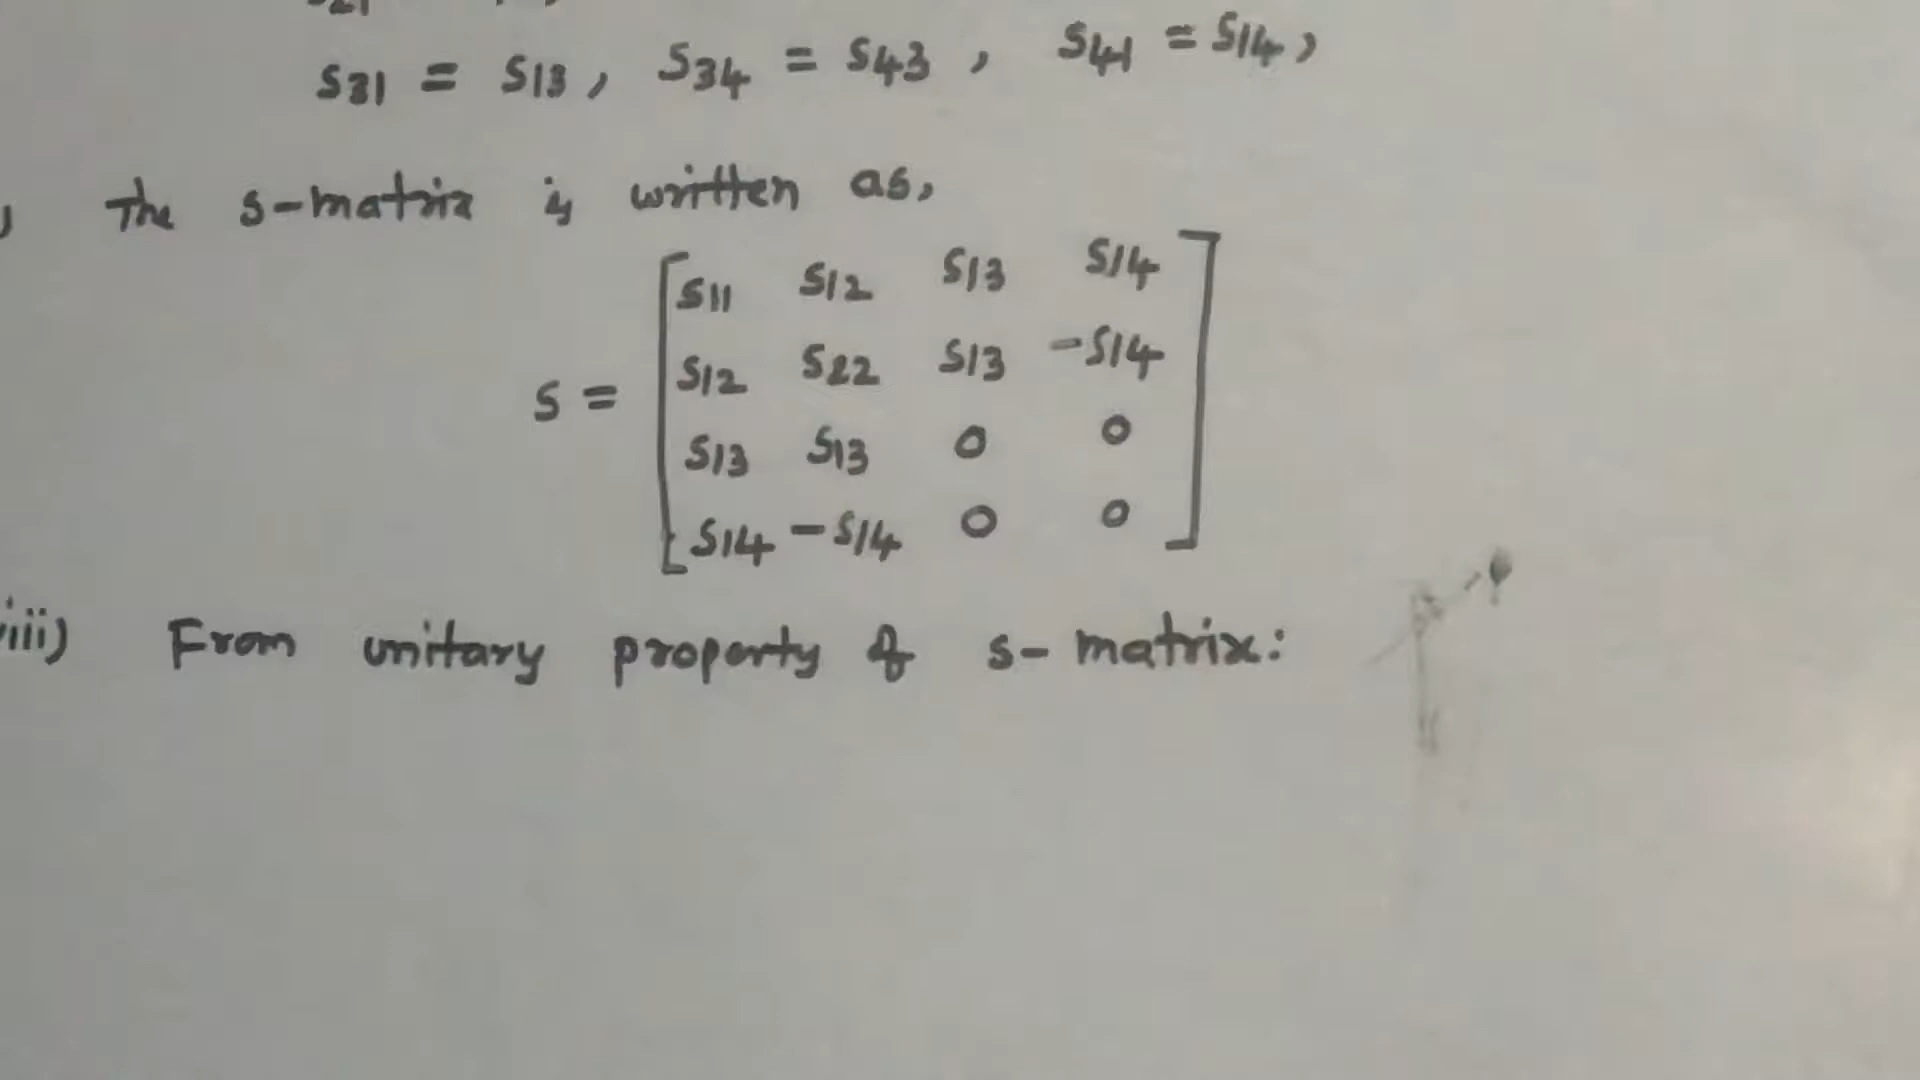 S31 = S13, S34 = S43, S41 = S14,
The s-matrix is written as,
S11 S12 S13 S14
S12 S22 S13 -S14
S = S13 S13 0 0
S14 -S14 0 0
iii) From unitary property of s-matrix: